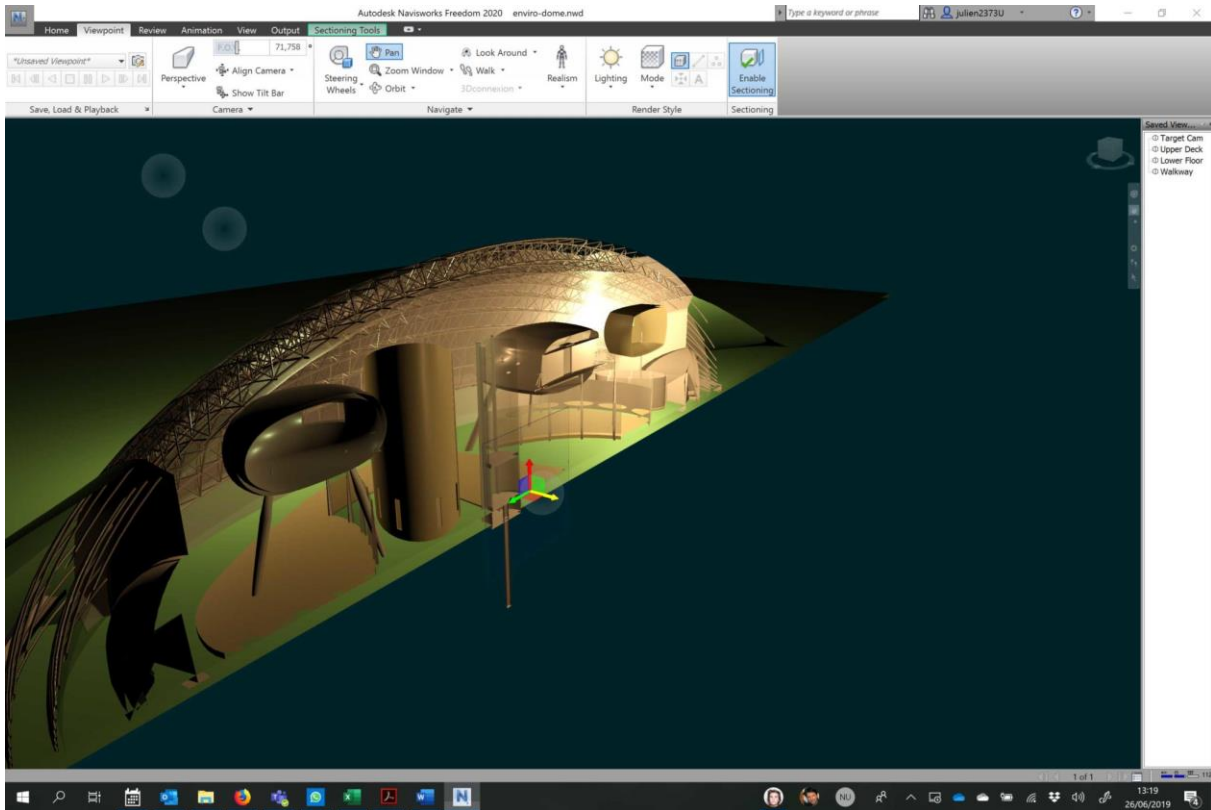 Autodesk Navisworks Freedom 2020 enviro-dome.nwd
Type a keyword or phrase
julien2373U
Home Viewpoint Review Animation View Output Sectioning Tools
*Unsaved Viewpoint*
Perspective
F.O.
71,758
Align Camera
Show Tilt Bar
Steering Wheels
Pan
Zoom Window
Orbit
Look Around
Walk
3Dconnexion
Realism
Lighting
Mode
Enable Sectioning
Save, Load & Playback
Camera
Navigate
Render Style
Sectioning
Saved View...
Target Cam
Upper Deck
Lower Floor
Walkway
1 of 1
NU
13:19
26/06/2019